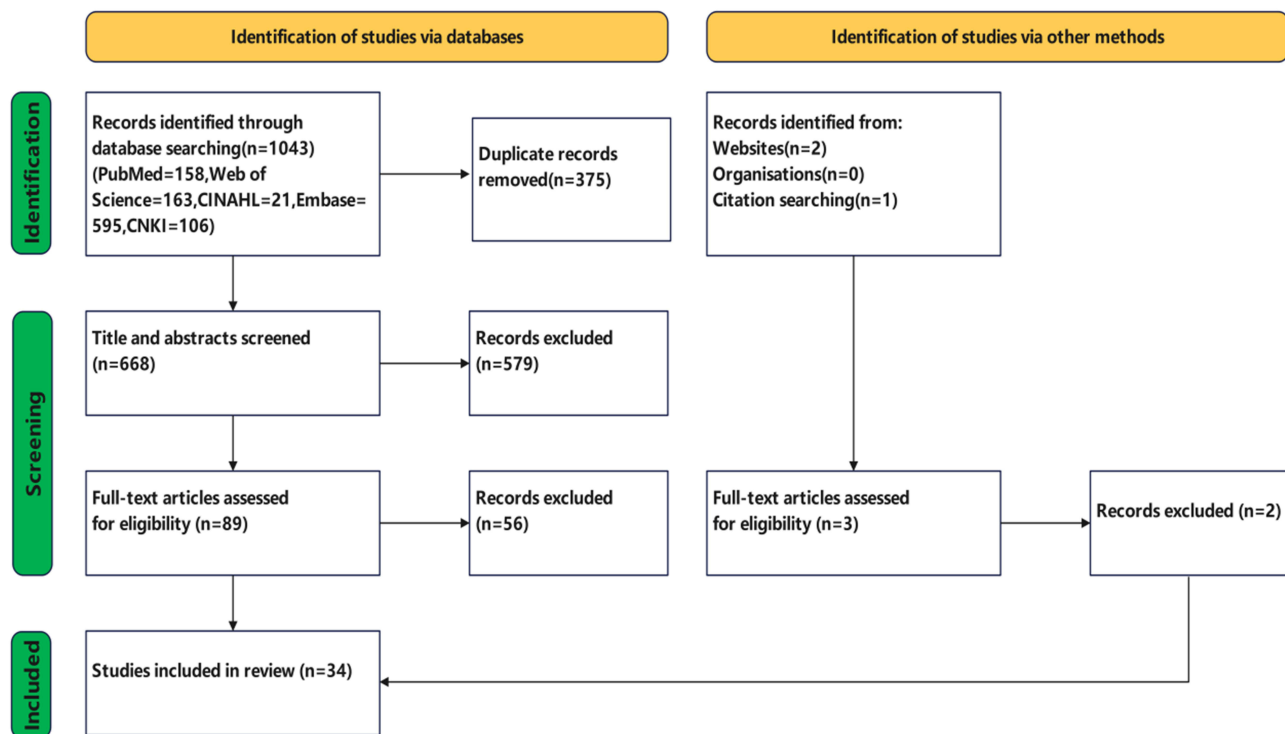 Identification of studies via databases
Identification of studies via other methods
Identification
Records identified through
database searching(n=1043)
(PubMed=158,Web of
Science=163,CINAHL=21,Embase=
595,CNKI=106)
Duplicate records
removed(n=375)
Records identified from:
Websites(n=2)
Organisations(n=0)
Citation searching(n=1)
Screening
Title and abstracts screened
(n=668)
Records excluded
(n=579)
Full-text articles assessed
for eligibility (n=89)
Records excluded
(n=56)
Full-text articles assessed
for eligibility (n=3)
Records excluded (n=2)
Included
Studies included in review (n=34)